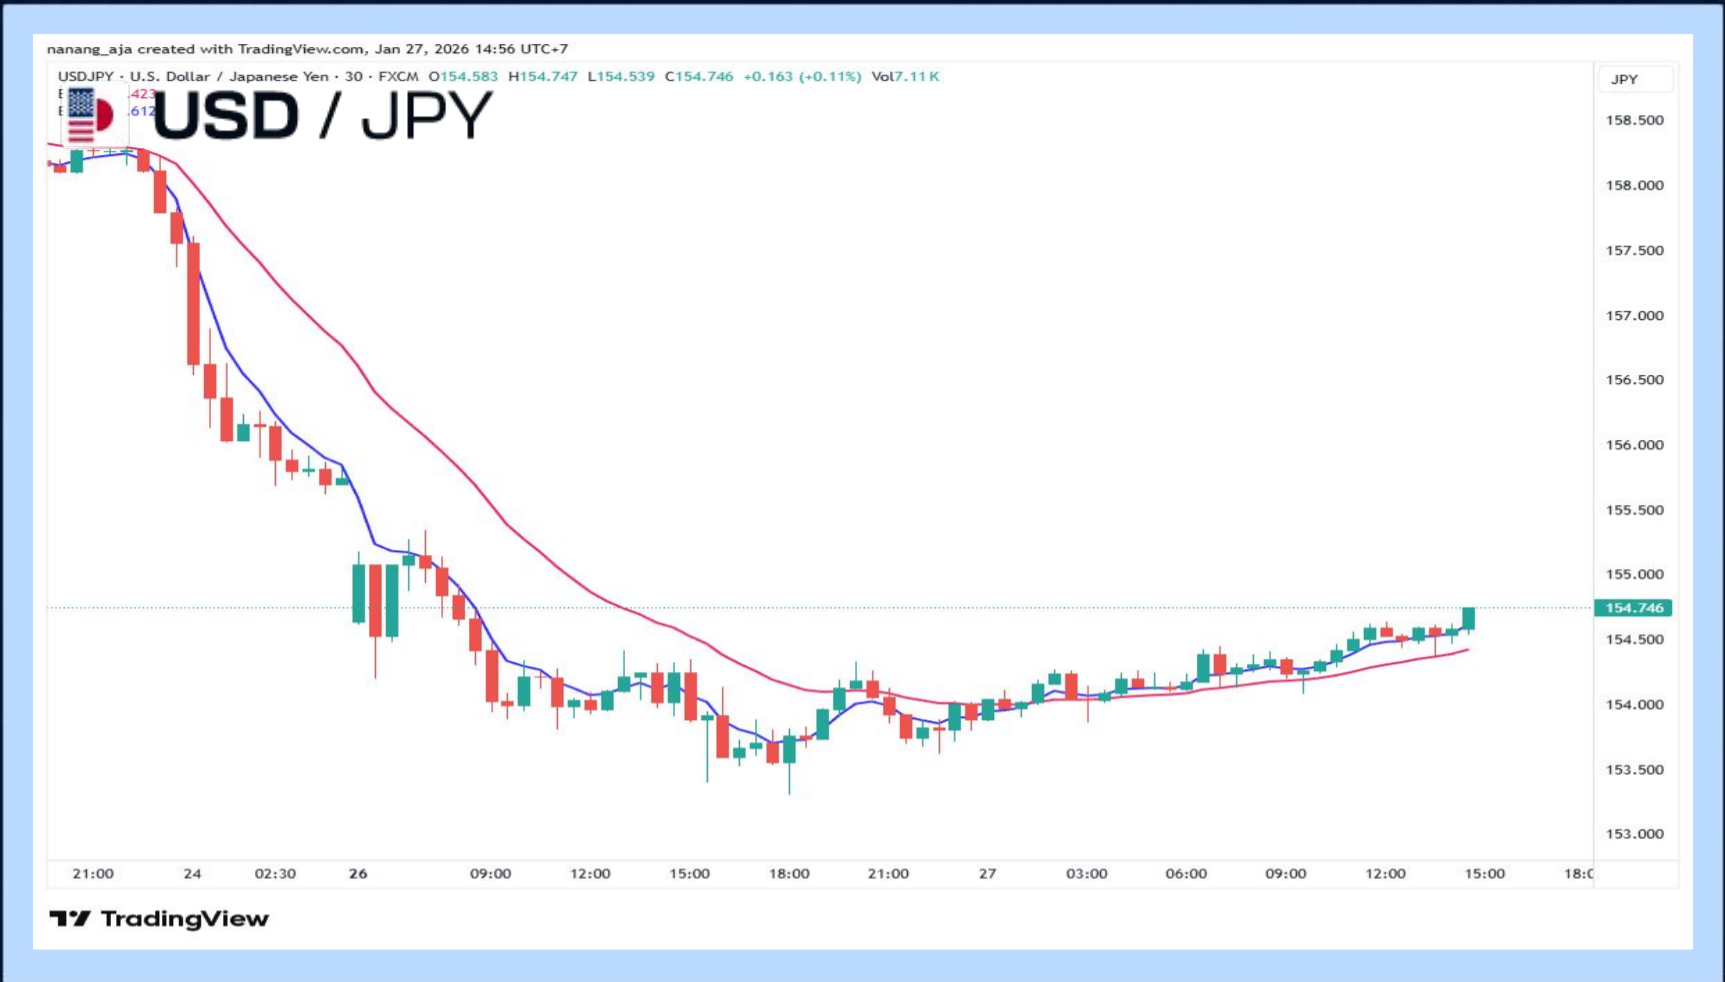 nanang_aja created with TradingView.com, Jan 27, 2026 14:56 UTC+7
USDJPY · U.S. Dollar / Japanese Yen · 30 · FXCM O154.583 H154.747 L154.539 C154.746 +0.163 (+0.11%) Vol7.11K
JPY
.423
.612
USD / JPY
158.500
158.000
157.500
157.000
156.500
156.000
155.500
155.000
154.746
154.500
154.000
153.500
153.000
21:00 24 02:30 26 09:00 12:00 15:00 18:00 21:00 27 03:00 06:00 09:00 12:00 15:00
TradingView